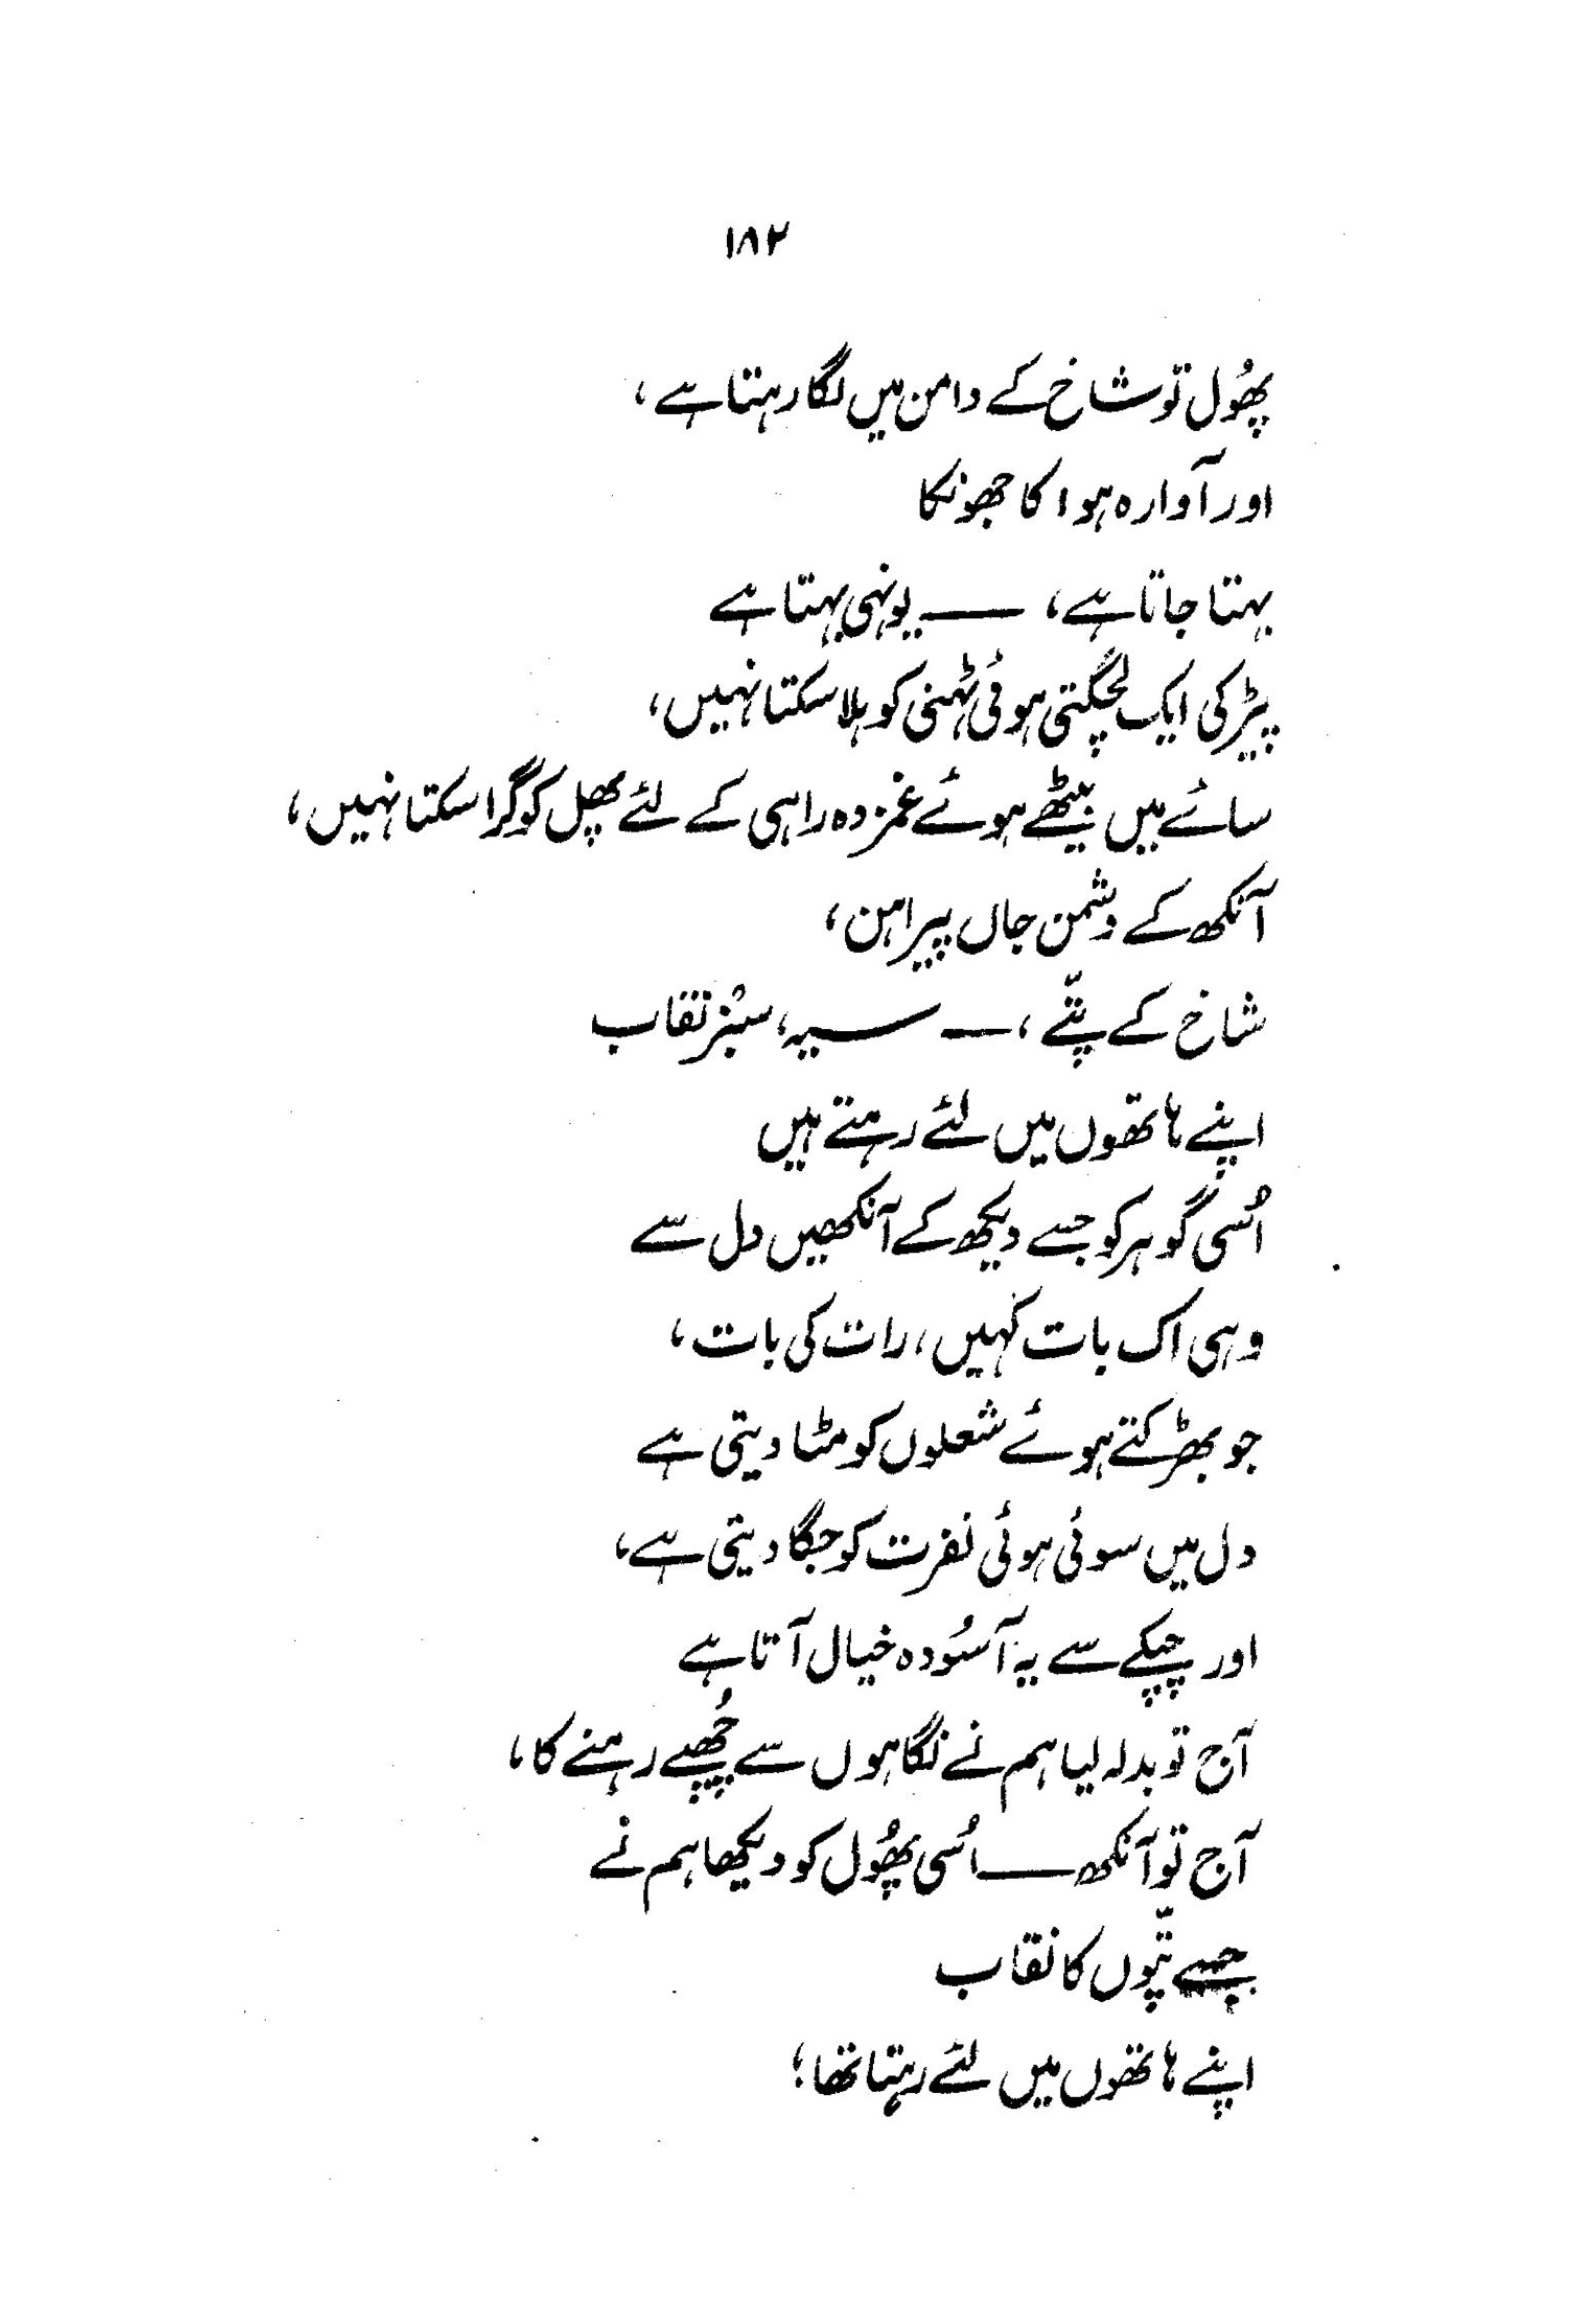 ۱۸۲
پھُول تو شاخ کے دامن میں لگا رہتا ہے،
اور آوارہ ہوا کا جھونکا
بہتا جاتا ہے، — یونہی بہتا ہے
پیڑ کی ایک لچکتی ہوئی ٹہنی کو ہلا سکتا نہیں،
سائے میں بیٹھے ہوئے غمزدہ راہی کے لئے پھل کو گرا سکتا نہیں،
آنکھ کے دشمن جاں پیراہن،
شاخ کے پتّے، — سیہ، سبز نقاب
اپنے ہاتھوں میں لئے رہتے ہیں
اُسی گوہر کو جسے دیکھ کے آنکھیں دل سے
وہی اک بات کہیں، رات کی بات،
جو بھڑکتے ہوئے شعلوں کو مٹا دیتی ہے
دل میں سوئی ہوئی نفرت کو جگا دیتی ہے،
اور چپکے سے یہ آسُودہ خیال آتا ہے
آج تو بدلہ لیا ہم نے نگاہوں سے چُھپے رہنے کا،
آج تو آنکھ — اُسی پھُول کو دیکھا ہم نے
جسے پتّوں کا نقاب
اپنے ہاتھوں میں لئے رہتا تھا؛